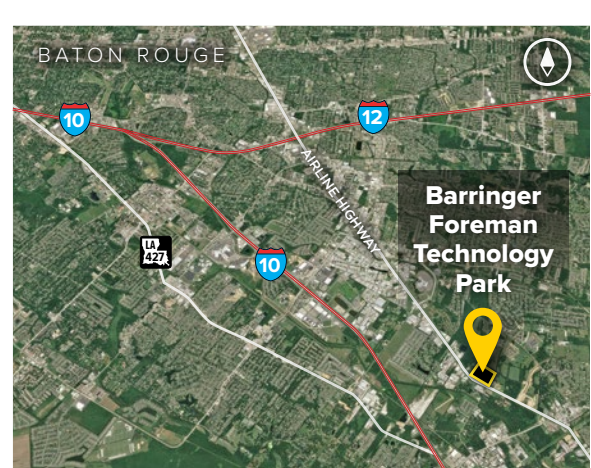 BATON ROUGE
10
12
AIRLINE HIGHWAY
Barringer
Foreman
Technology
Park
LA
427
10